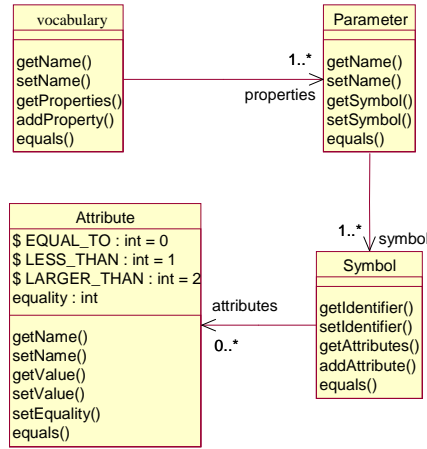 vocabulary
getName()
setName()
getProperties()
addProperty()
equals()
1..*
properties
Parameter
getName()
setName()
getSymbol()
setSymbol()
equals()
1..*
symbol
Symbol
getIdentifier()
setIdentifier()
getAttributes()
addAttribute()
equals()
attributes
0..*
Attribute
$ EQUAL_TO : int = 0
$ LESS_THAN : int = 1
$ LARGER_THAN : int = 2
equality : int
getName()
setName()
getValue()
setValue()
setEquality()
equals()